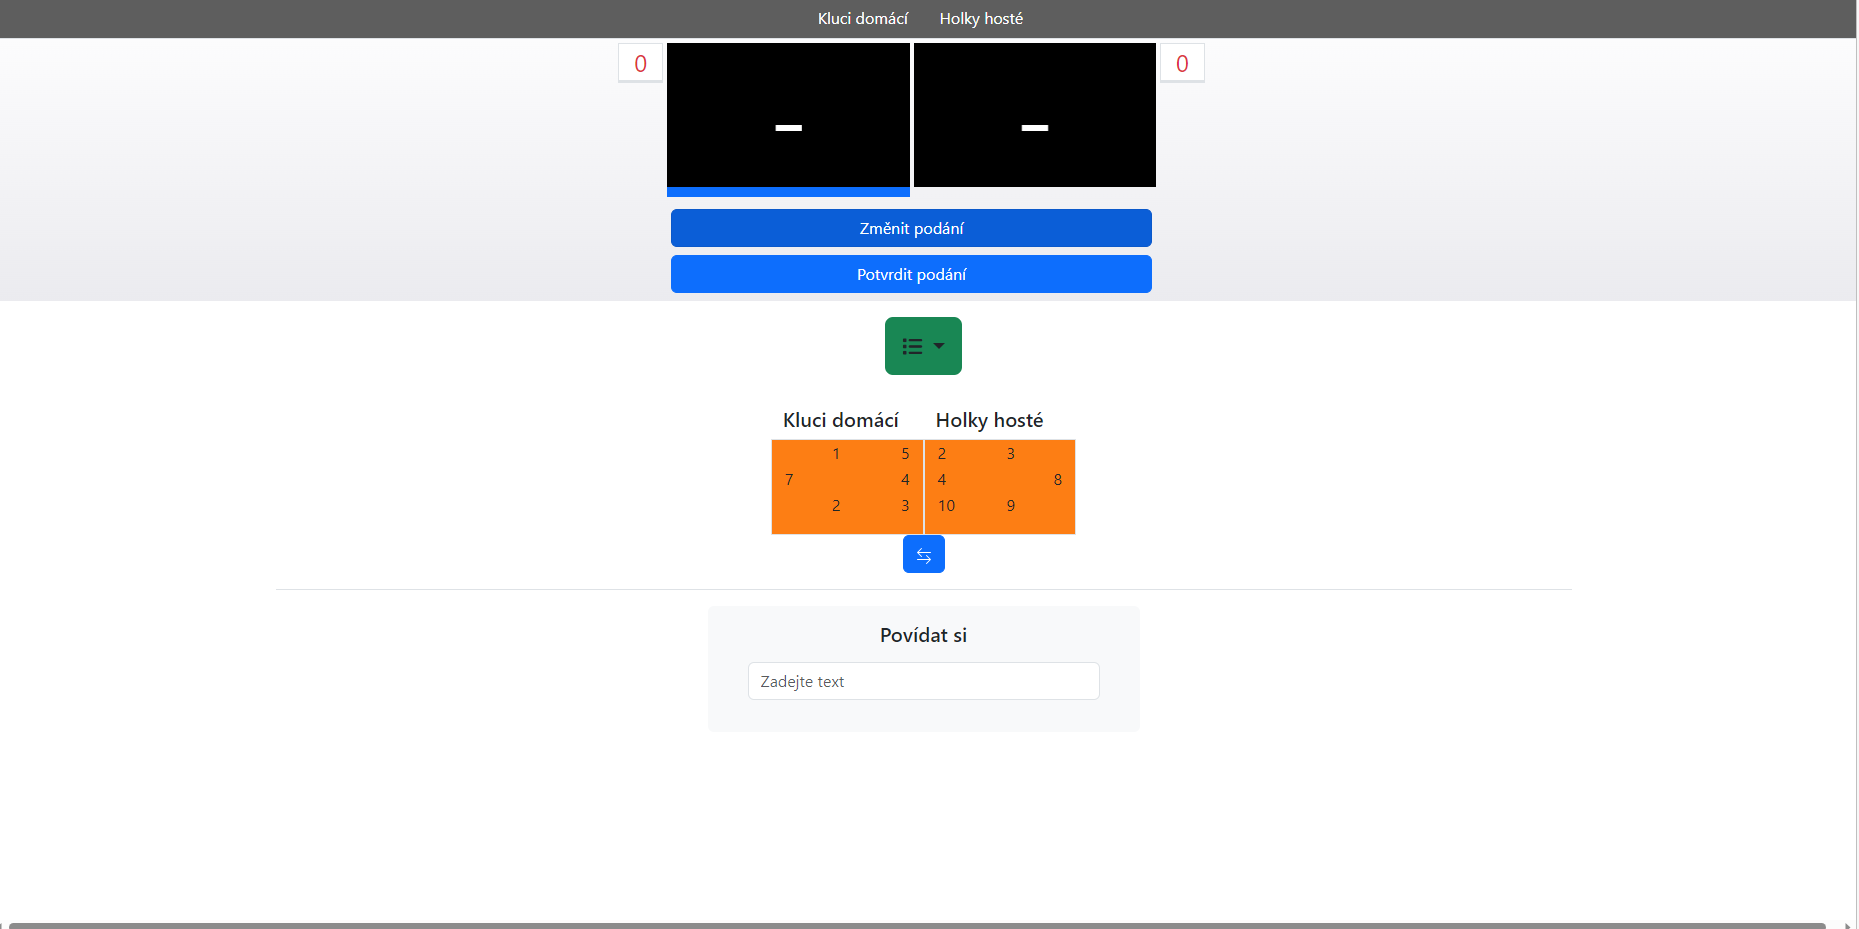 Kluci domácí Holky hosté
0 – – 0
Změnit podání
Potvrdit podání
Kluci domácí Holky hosté
1 5 2 3
7 4 4 8
2 3 10 9
Povídat si
Zadejte text